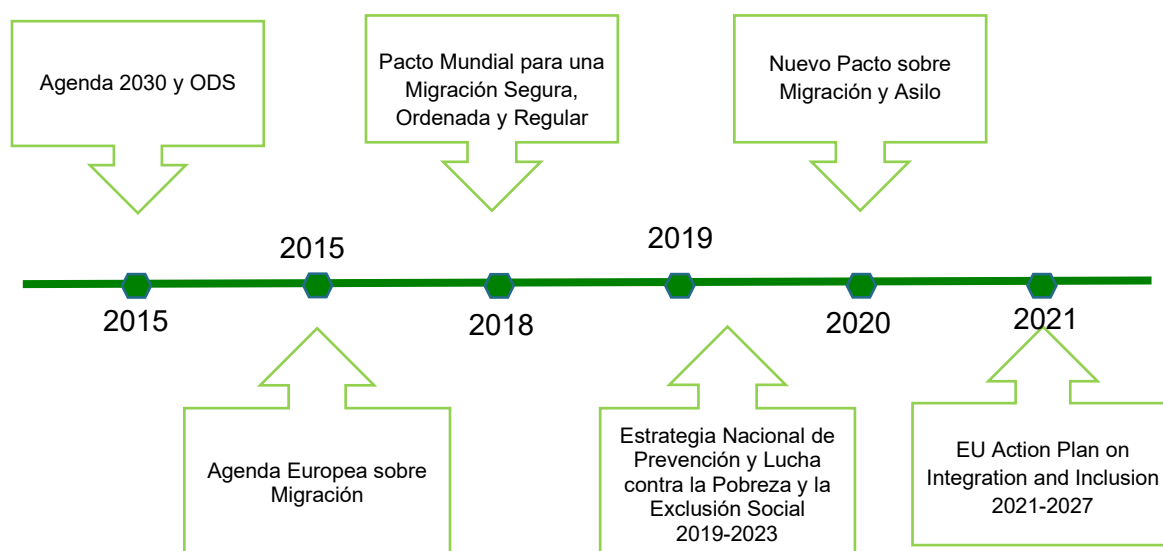 Agenda 2030 y ODS
Pacto Mundial para una
Migración Segura,
Ordenada y Regular
Nuevo Pacto sobre
Migración y Asilo
2015
2019
2015
2018
2020
2021
Agenda Europea sobre
Migración
Estrategia Nacional de
Prevención y Lucha
contra la Pobreza y la
Exclusión Social
2019-2023
EU Action Plan on
Integration and Inclusion
2021-2027